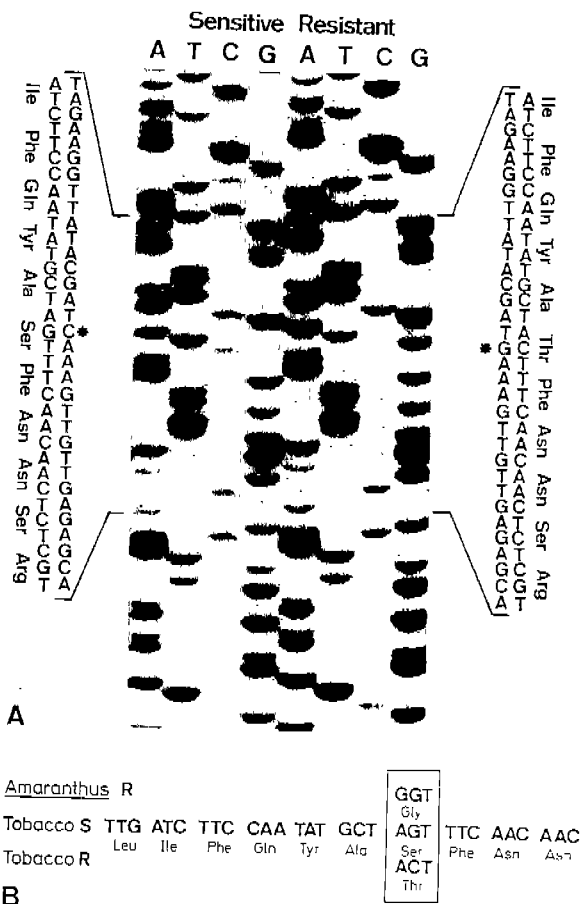 Sensitive Resistant
A T C G A T C G
Ile Phe Gln Tyr Ala Ser Phe Asn Asn Ser Arg
ATCTTCCAATATGCTAGTTTCAACAACTCTCGT
TAGAAGGTTATACGATCAAAGTTGTTGAGAGCA
*
*
TAGAAGGTTATACGATGAAAGTTGTTGAGAGCA
ATCTTCCAATATGCTACTTTCAACAACTCTCGT
Ile Phe Gln Tyr Ala Thr Phe Asn Asn Ser Arg
A
Amaranthus R GGT
Gly
Tobacco S TTG ATC TTC CAA TAT GCT AGT TTC AAC AAC
Leu Ile Phe Gln Tyr Ala Ser Phe Asn Asn
Tobacco R ACT
Thr
B